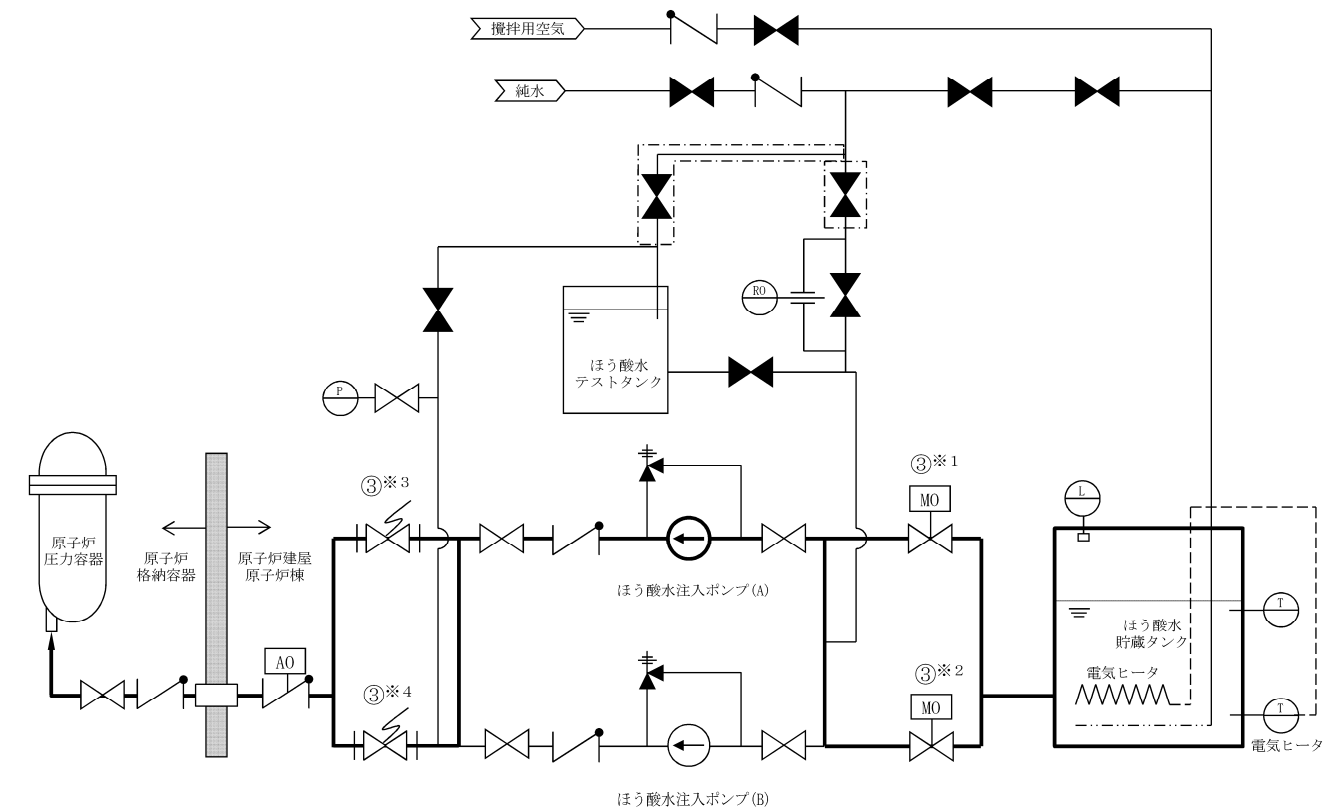 攪拌用空気
純水
RO
ほう酸水
テストタンク
P
③※3
③※1
MO
L
原子炉
圧力容器
原子炉
格納容器
原子炉建屋
原子炉棟
ほう酸水注入ポンプ(A)
T
ほう酸水
貯蔵タンク
AO
③※4
③※2
MO
電気ヒータ
T
電気ヒータ
ほう酸水注入ポンプ(B)